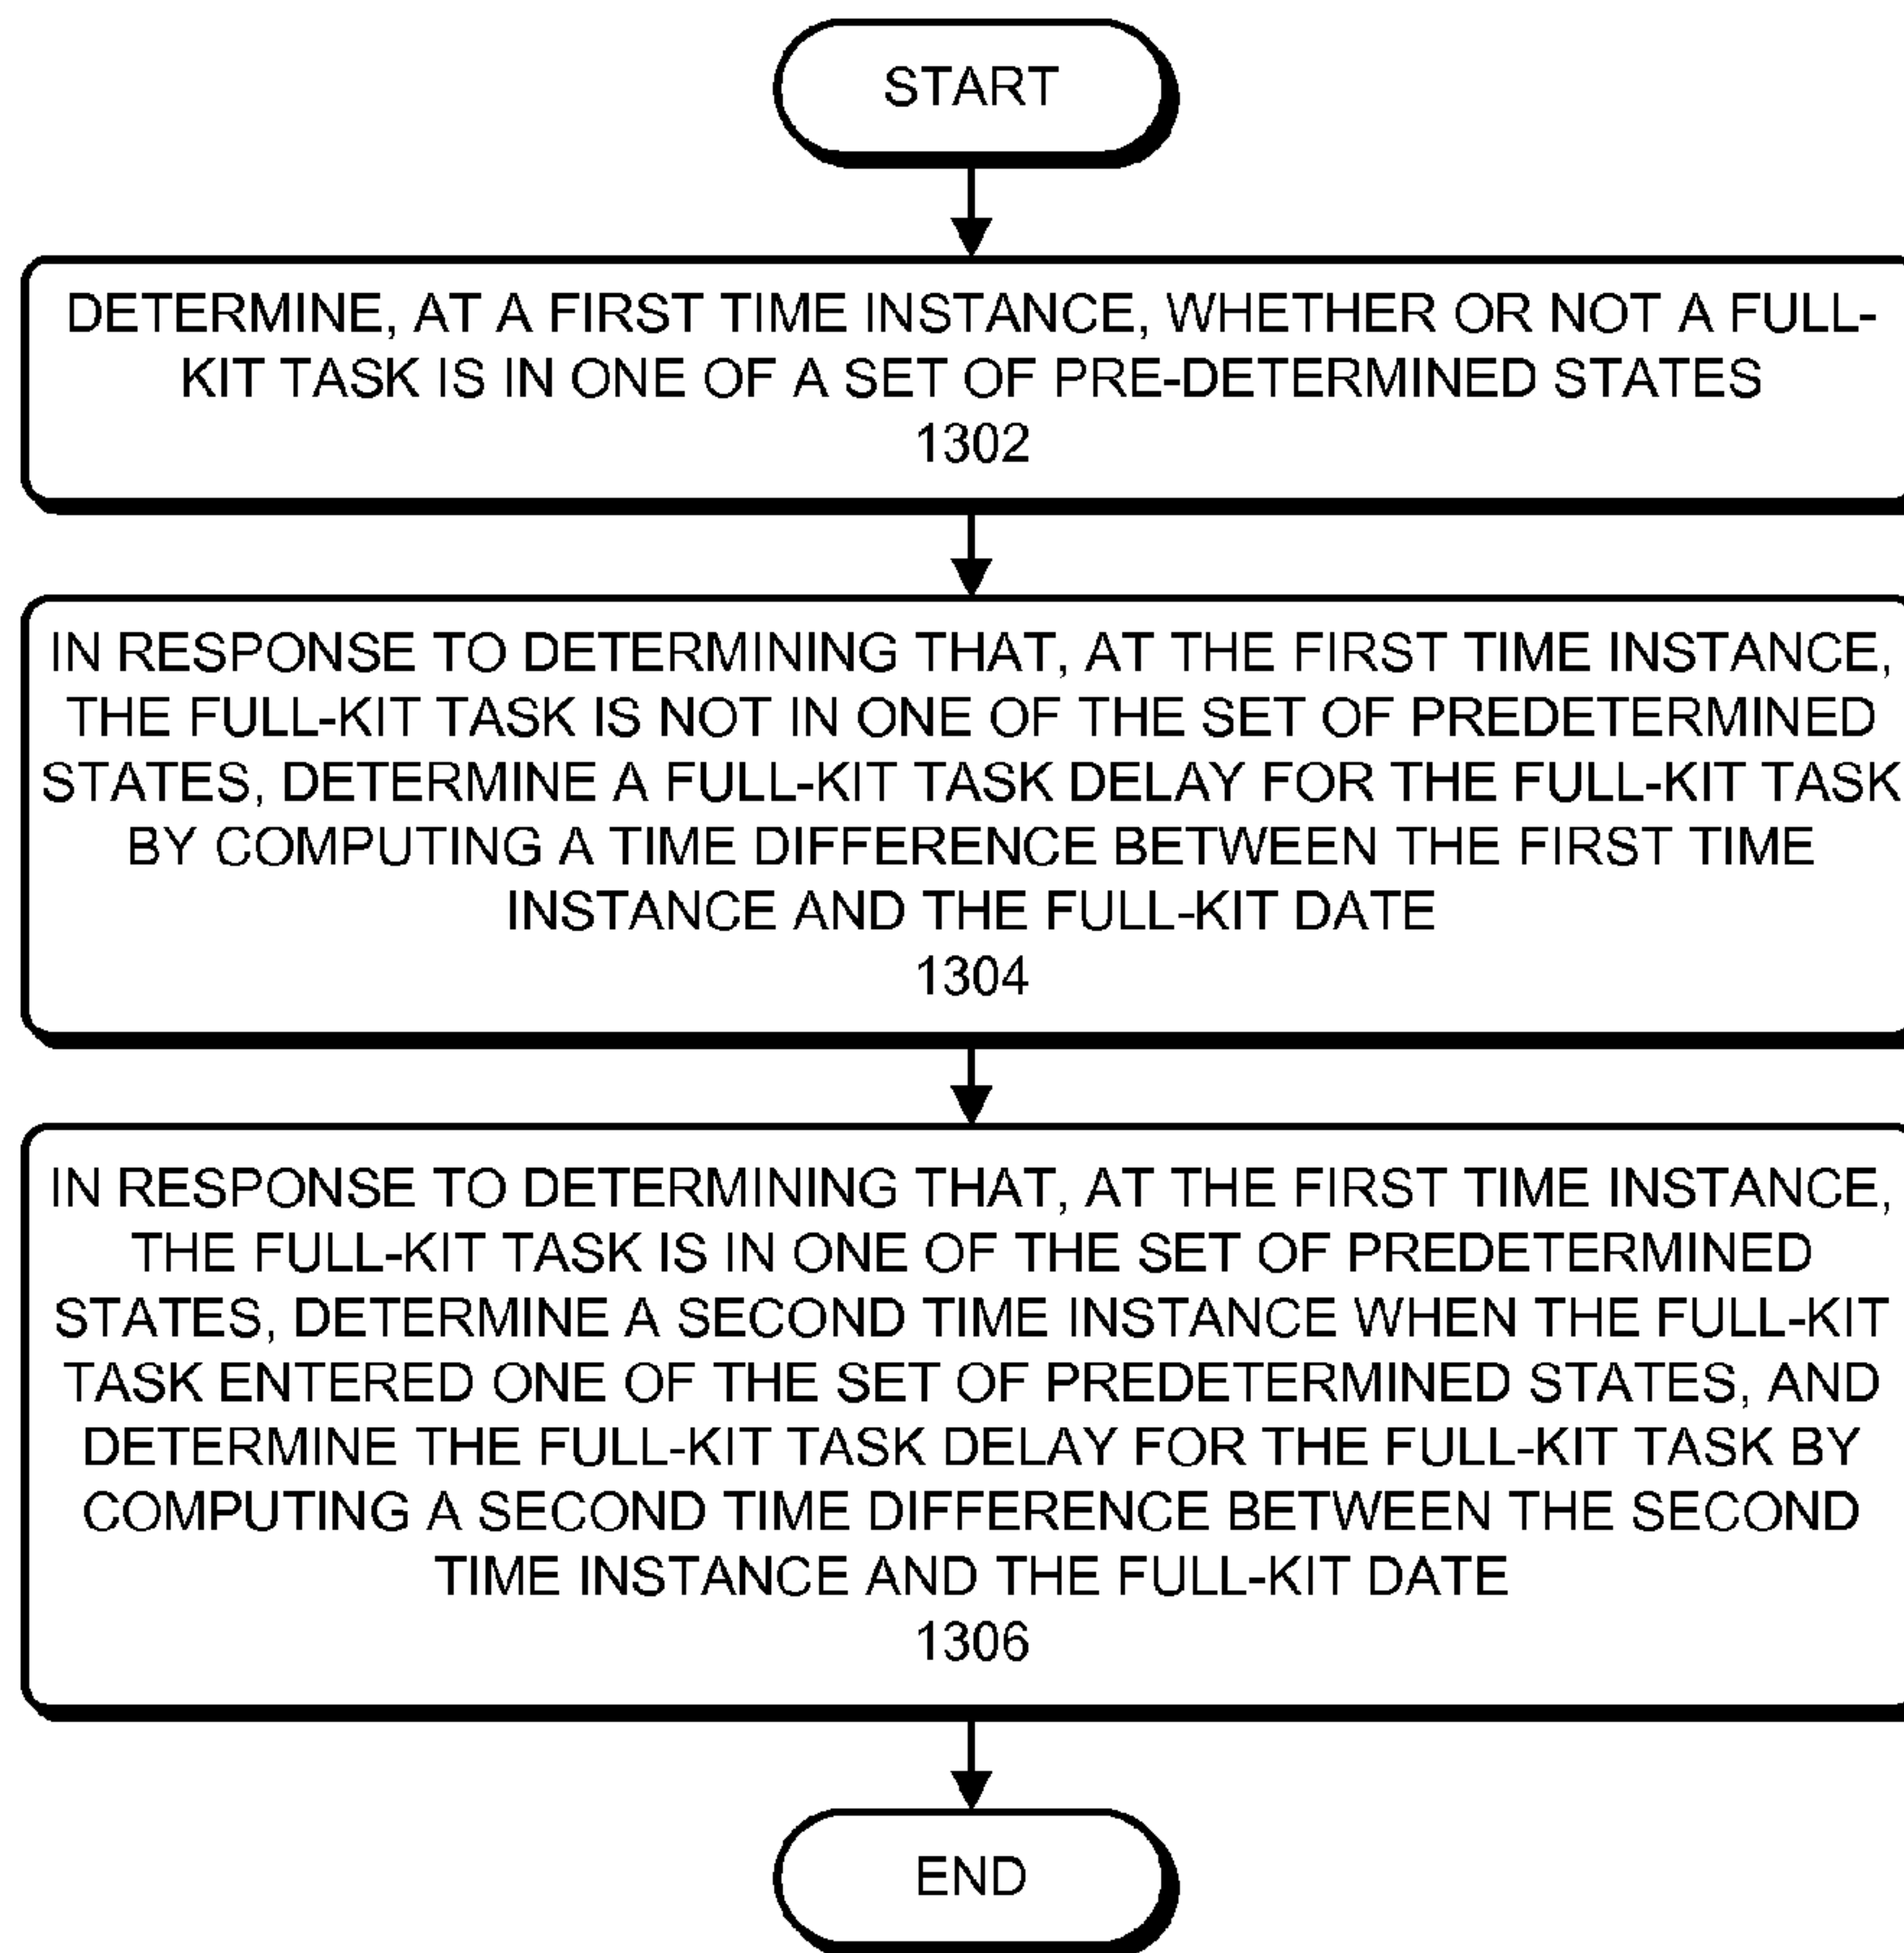 START
DETERMINE, AT A FIRST TIME INSTANCE, WHETHER OR NOT A FULL-
KIT TASK IS IN ONE OF A SET OF PRE-DETERMINED STATES
1302
IN RESPONSE TO DETERMINING THAT, AT THE FIRST TIME INSTANCE,
THE FULL-KIT TASK IS NOT IN ONE OF THE SET OF PREDETERMINED
STATES, DETERMINE A FULL-KIT TASK DELAY FOR THE FULL-KIT TASK
BY COMPUTING A TIME DIFFERENCE BETWEEN THE FIRST TIME
INSTANCE AND THE FULL-KIT DATE
1304
IN RESPONSE TO DETERMINING THAT, AT THE FIRST TIME INSTANCE,
THE FULL-KIT TASK IS IN ONE OF THE SET OF PREDETERMINED
STATES, DETERMINE A SECOND TIME INSTANCE WHEN THE FULL-KIT
TASK ENTERED ONE OF THE SET OF PREDETERMINED STATES, AND
DETERMINE THE FULL-KIT TASK DELAY FOR THE FULL-KIT TASK BY
COMPUTING A SECOND TIME DIFFERENCE BETWEEN THE SECOND
TIME INSTANCE AND THE FULL-KIT DATE
1306
END